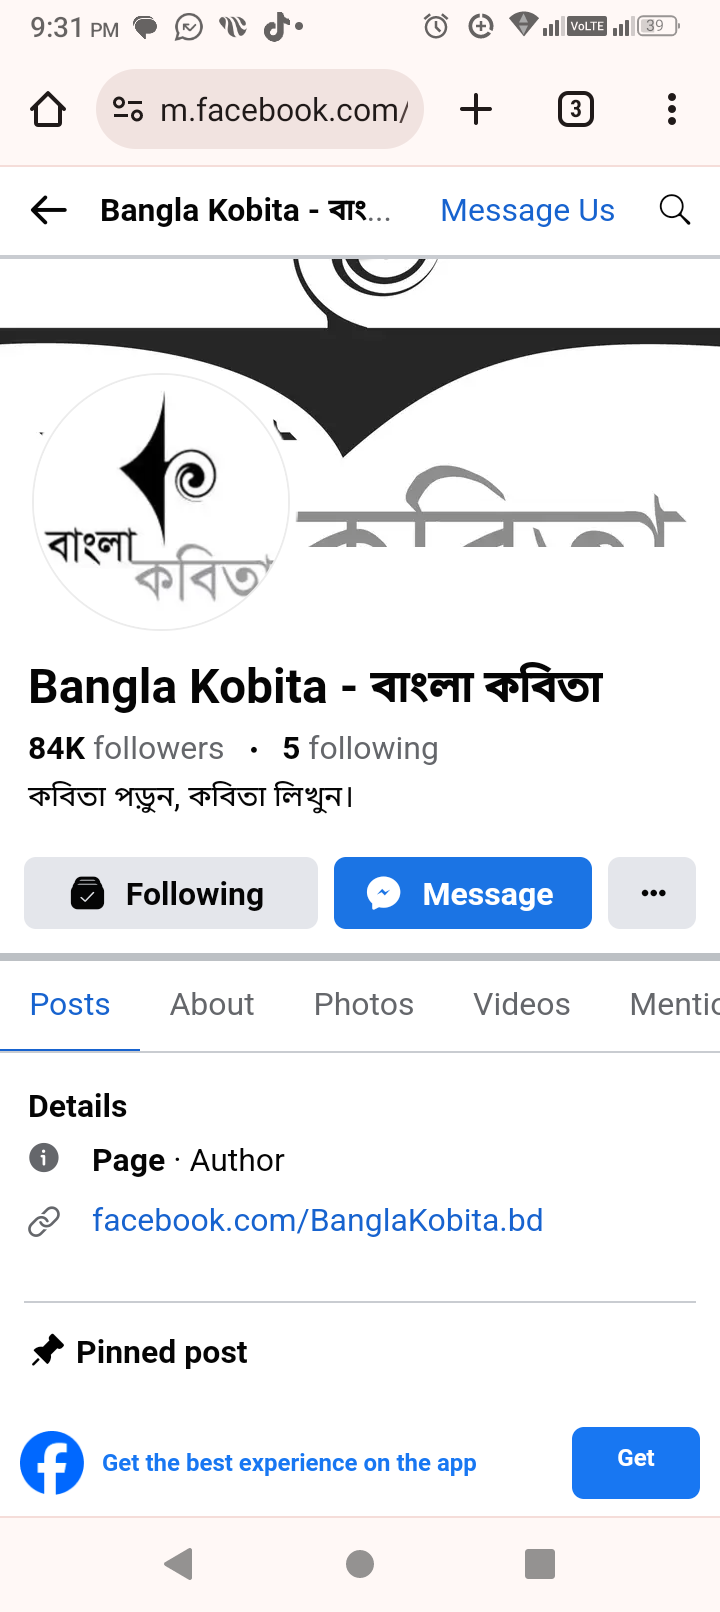 9:31 PM VoLTE 39
m.facebook.com/ 3
Bangla Kobita - বাং... Message Us
বাংলা
কবিতা
কবিতা
Bangla Kobita - বাংলা কবিতা
84K followers • 5 following
কবিতা পড়ুন, কবিতা লিখুন।
Following Message
Posts About Photos Videos Mentio
Details
Page · Author
facebook.com/BanglaKobita.bd
Pinned post
Get the best experience on the app Get